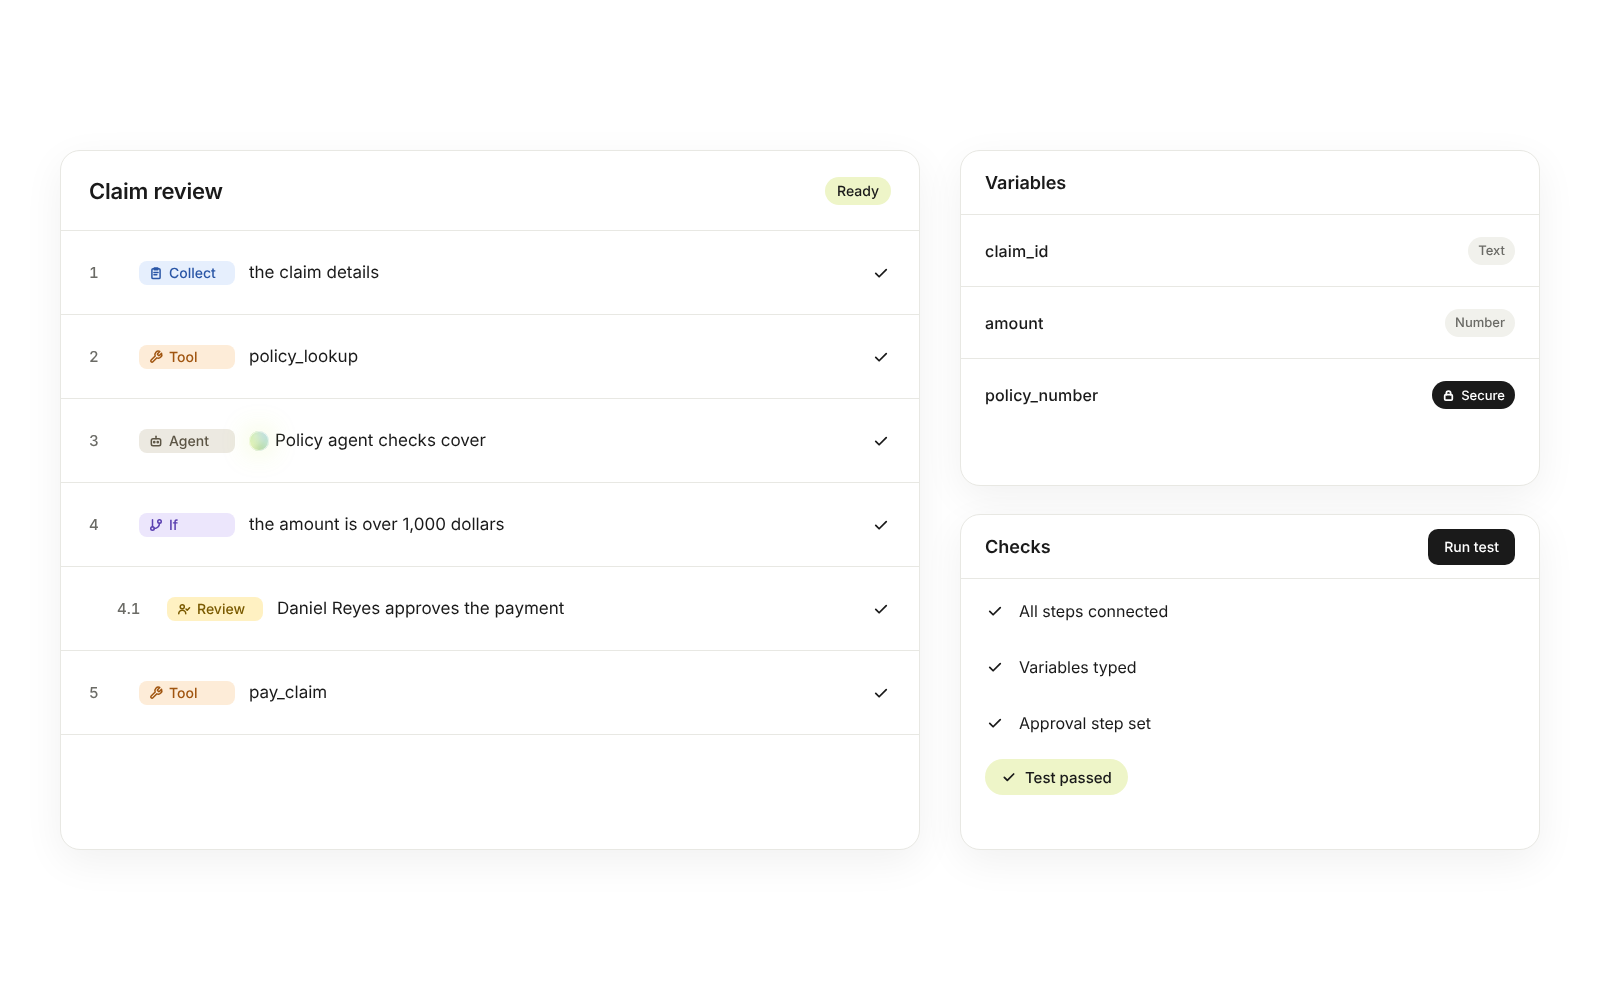 Claim review
Ready
1 Collect the claim details
2 Tool policy_lookup
3 Agent Policy agent checks cover
4 If the amount is over 1,000 dollars
4.1 Review Daniel Reyes approves the payment
5 Tool pay_claim
Variables
claim_id Text
amount Number
policy_number Secure
Checks Run test
All steps connected
Variables typed
Approval step set
Test passed